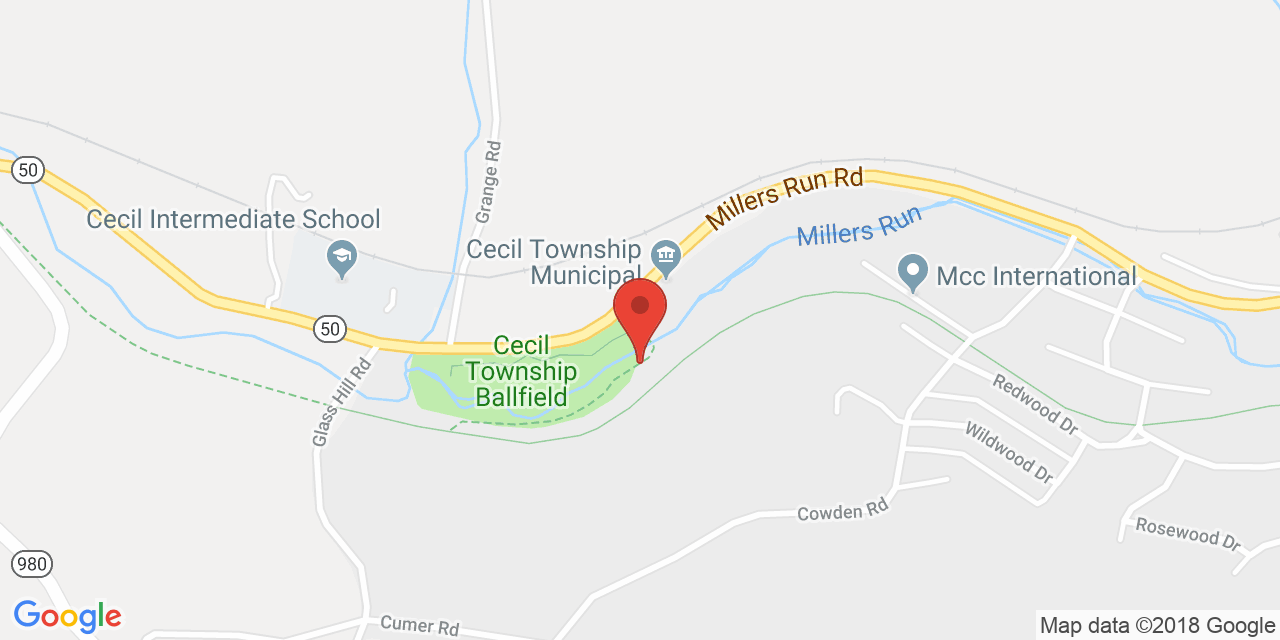 50
Grange Rd
Millers Run Rd
Cecil Intermediate School
Millers Run
Cecil Township
Municipal
Mcc International
50
Cecil
Township
Ballfield
Glass Hill Rd
Redwood Dr
Wildwood Dr
Cowden Rd
Rosewood Dr
980
Google
Cumer Rd
Map data ©2018 Google